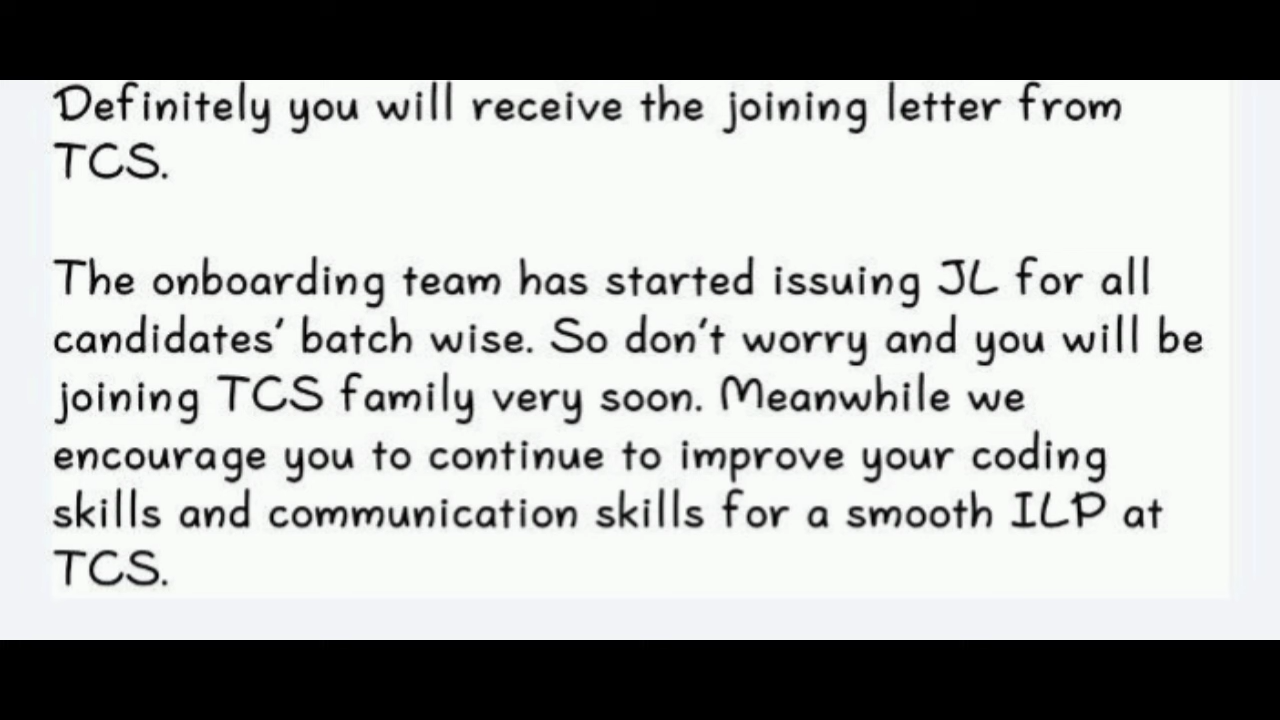 Definitely you will receive the joining letter from
TCS.
The onboarding team has started issuing JL for all
candidates' batch wise. So don't worry and you will be
joining TCS family very soon. Meanwhile we
encourage you to continue to improve your coding
skills and communication skills for a smooth ILP at
TCS.